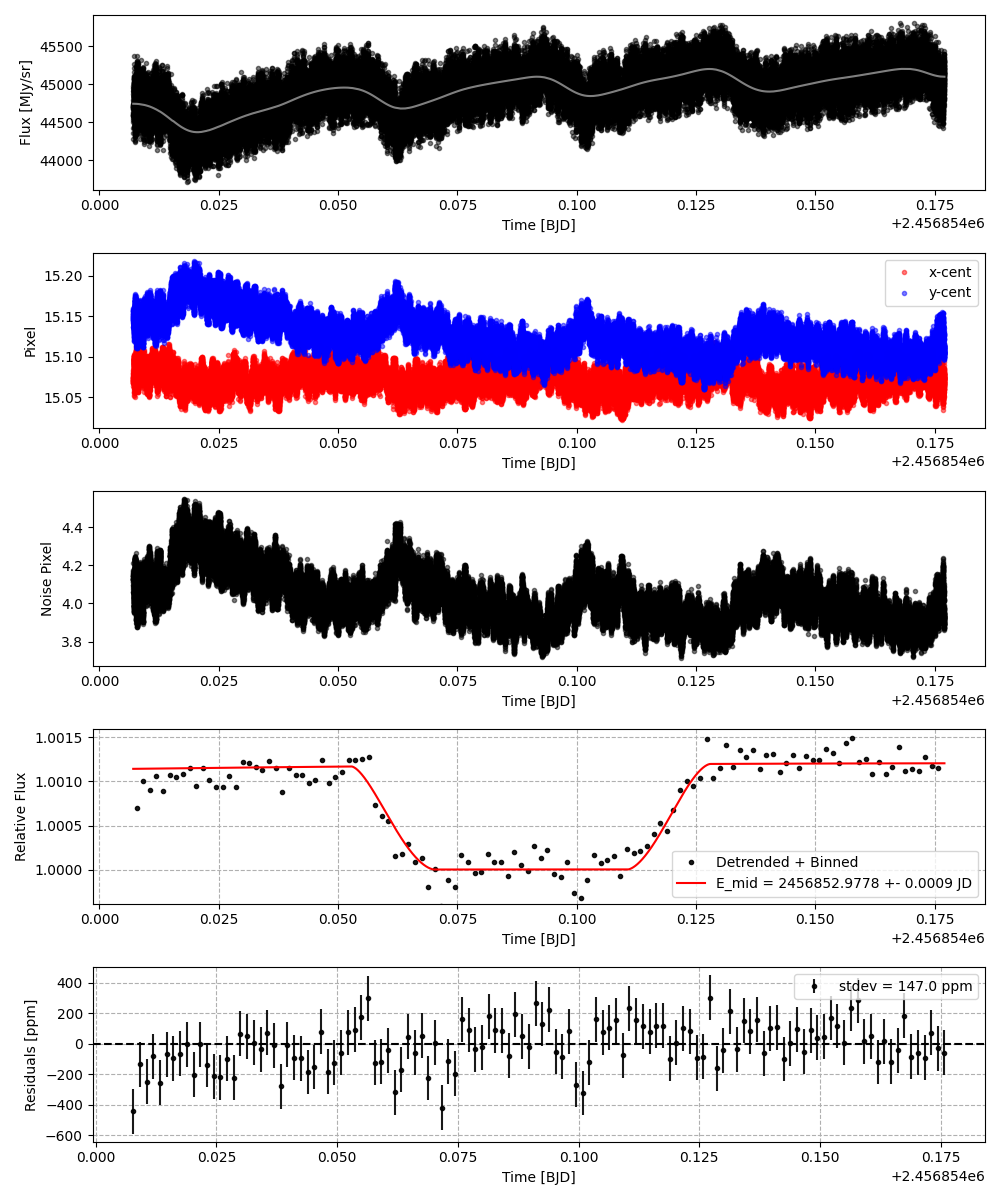 45500
45000
44500
44000
Flux [MJy/sr]
0.000 0.025 0.050 0.075 0.100 0.125 0.150 0.175
+2.456854e6
Time [BJD]
x-cent
y-cent
15.20
15.15
15.10
15.05
Pixel
0.000 0.025 0.050 0.075 0.100 0.125 0.150 0.175
+2.456854e6
Time [BJD]
4.4
4.2
4.0
3.8
Noise Pixel
0.000 0.025 0.050 0.075 0.100 0.125 0.150 0.175
+2.456854e6
Time [BJD]
1.0015
1.0010
1.0005
1.0000
Relative Flux
Detrended + Binned
E_mid = 2456852.9778 +- 0.0009 JD
0.000 0.025 0.050 0.075 0.100 0.125 0.150 0.175
+2.456854e6
Time [BJD]
stdev = 147.0 ppm
400
200
0
−200
−400
−600
Residuals [ppm]
0.000 0.025 0.050 0.075 0.100 0.125 0.150 0.175
+2.456854e6
Time [BJD]